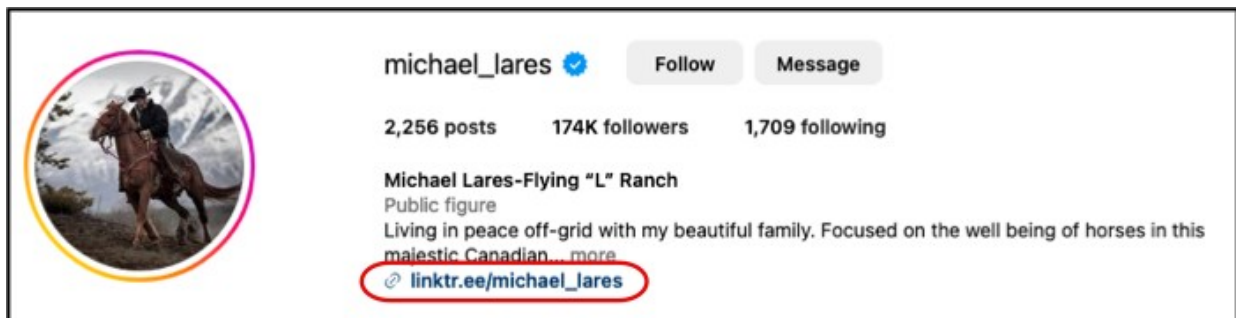 michael_lares Follow Message
2,256 posts 174K followers 1,709 following
Michael Lares-Flying “L” Ranch
Public figure
Living in peace off-grid with my beautiful family. Focused on the well being of horses in this
majestic Canadian... more
linktr.ee/michael_lares